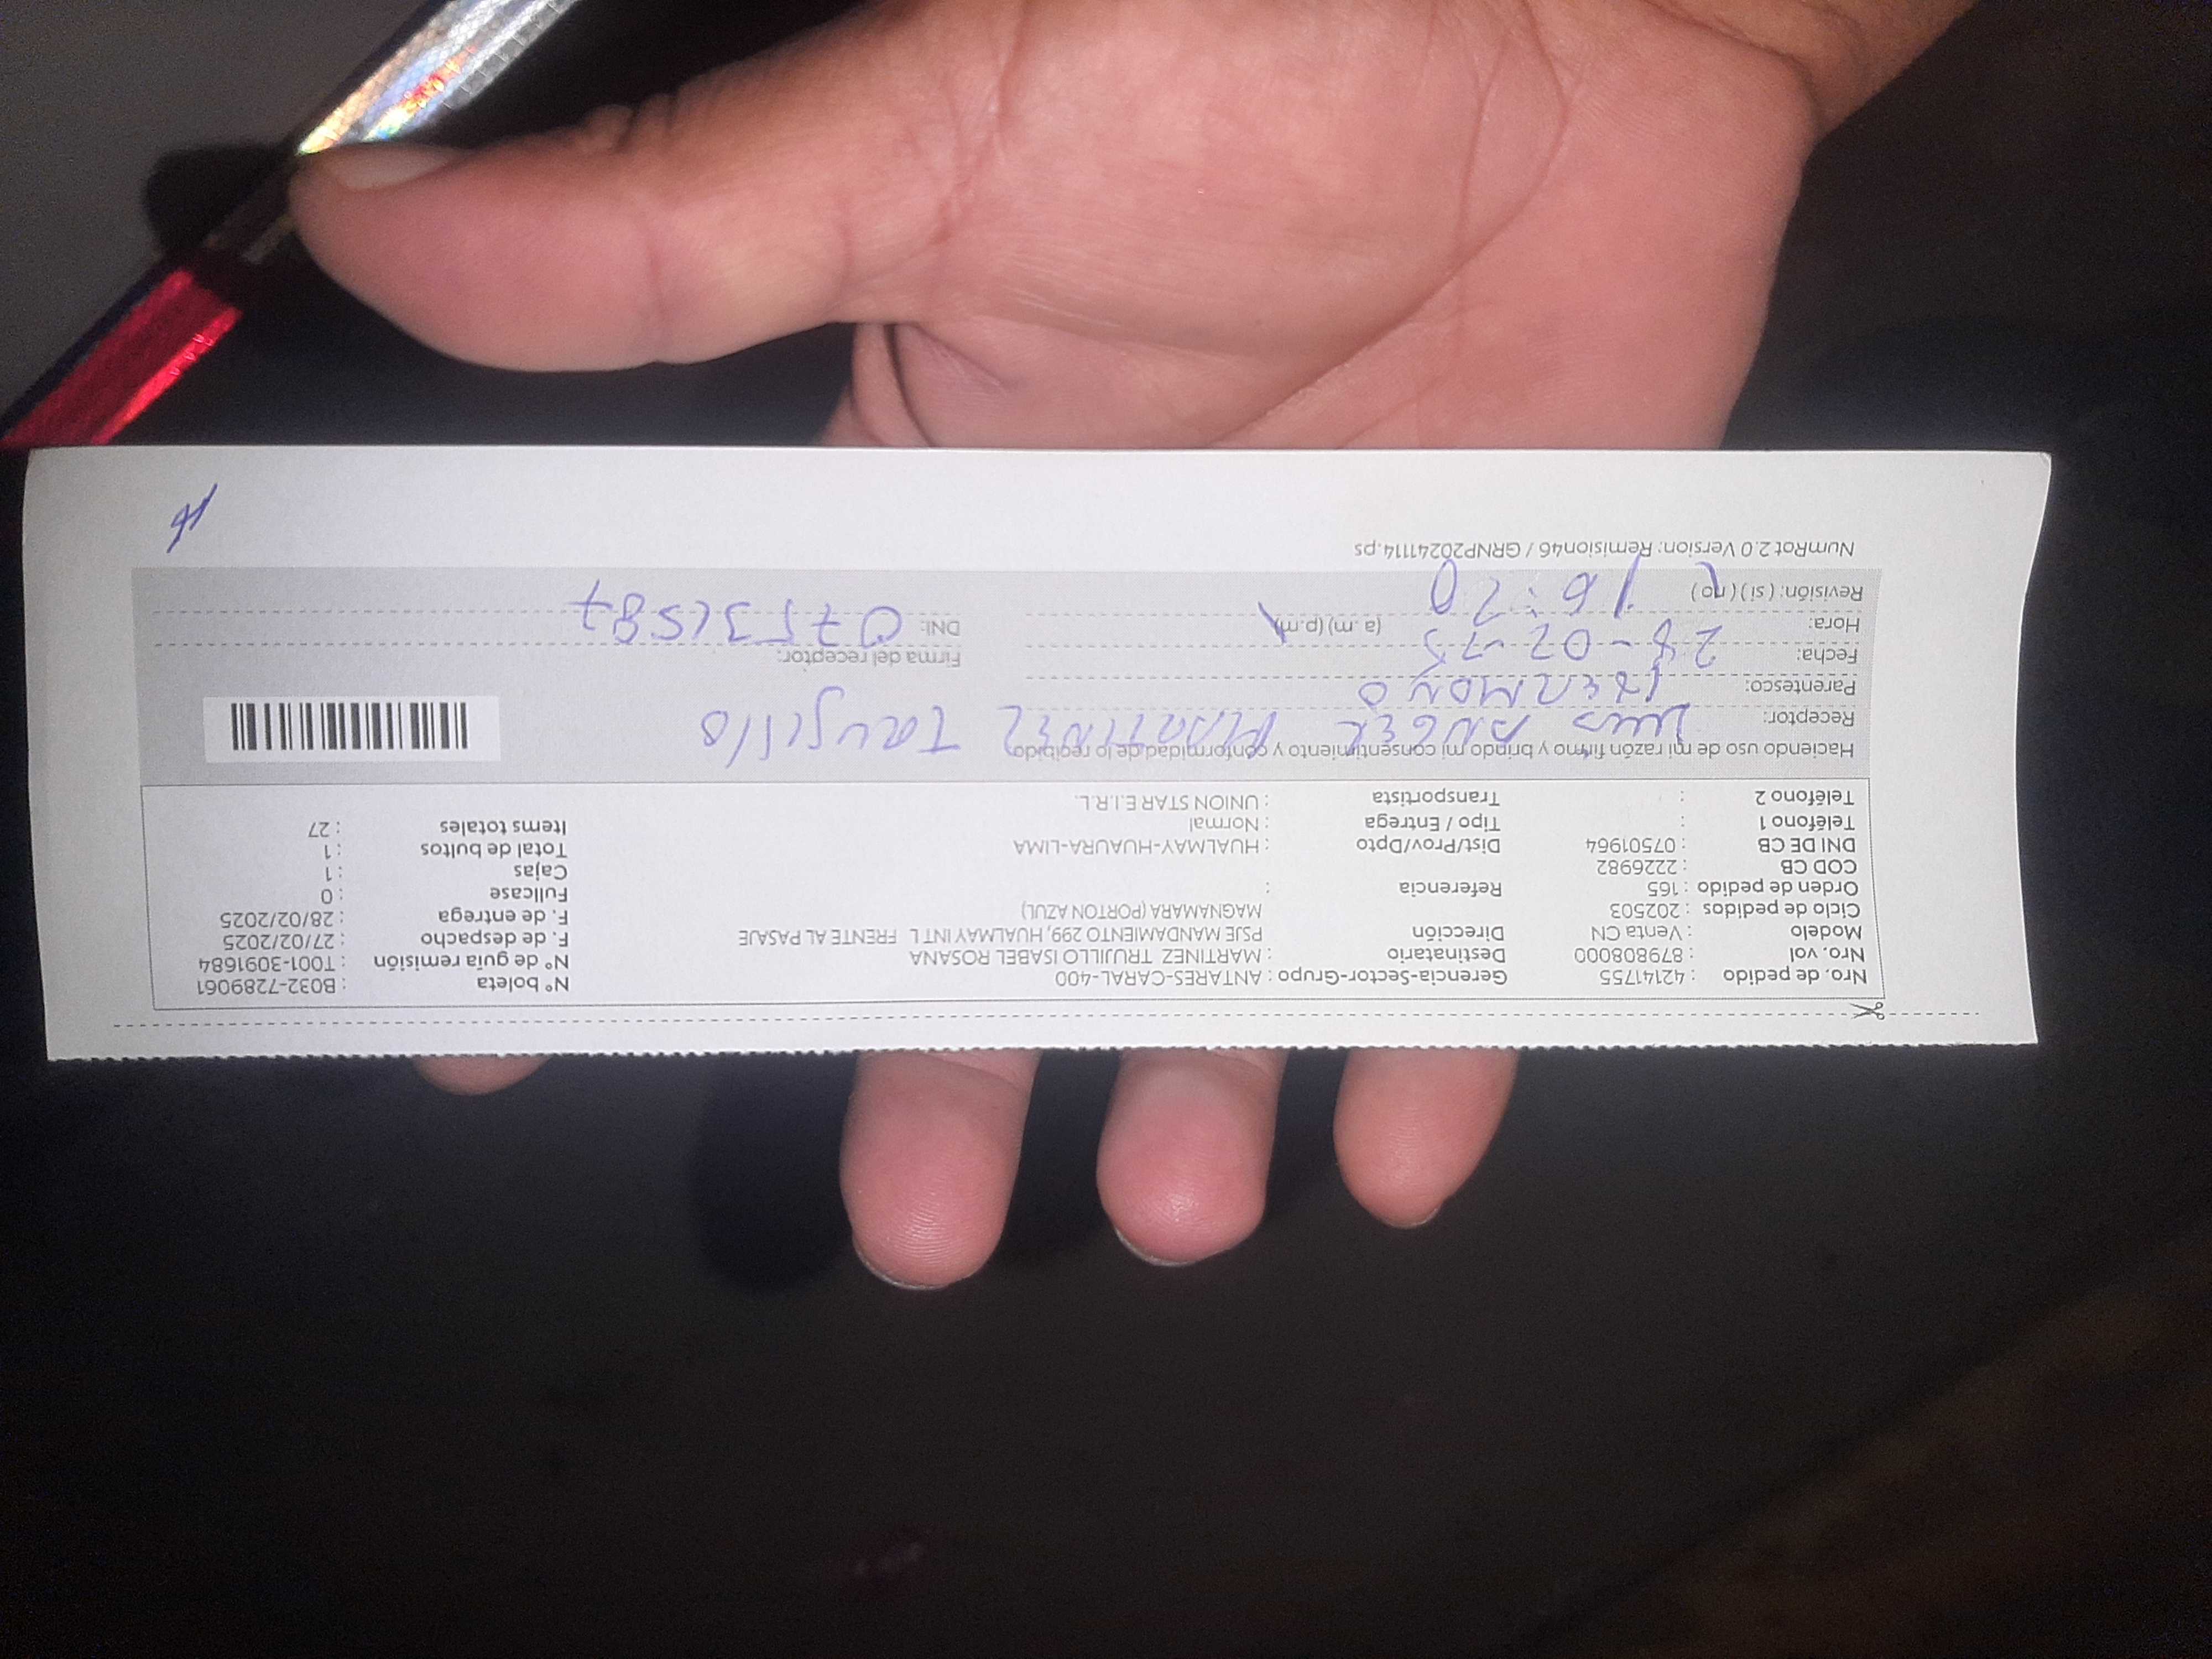 Nro. de pedido : 42141755 Gerencia-Sector-Grupo : ANTARES-CARAL-400 N° boleta : B032-7289061
Nro. vol : 879808000 Destinatario : MARTINEZ TRUJILLO ISABEL ROSANA N° de guía remisión : T001-3091684
Modelo : Venta CN Dirección PSJE MANDAMIENTO 299, HUALMAY INT L FRENTE AL PASAJE F. de despacho : 27/02/2025
Ciclo de pedidos : 202503 MAGNAMARA (PORTON AZUL) F. de entrega : 28/02/2025
Orden de pedido : 165 Referencia : Fullcase : 0
COD CB : 2226982 Cajas : 1
DNI DE CB : 07501964 Dist/Prov/Dpto : HUALMAY-HUAURA-LIMA Total de bultos : 1
Teléfono 1 : Tipo / Entrega : Normal Items totales : 27
Teléfono 2 : Transportista : UNION STAR E.I.R.L.
Haciendo uso de mi razón firmo y brindo mi consentimiento y conformidad de lo recibido
Receptor: Luis ANGEL MARTINEZ TRUJILLO
Parentesco: HERMANO
Fecha: 28-02-25 Firma del receptor:
Hora: 16:20 (a.m) (p.m) DNI:
Revisión: ( si ) ( no )
NumRot 2.0 Version: Remision46 / GRNP20241114.ps